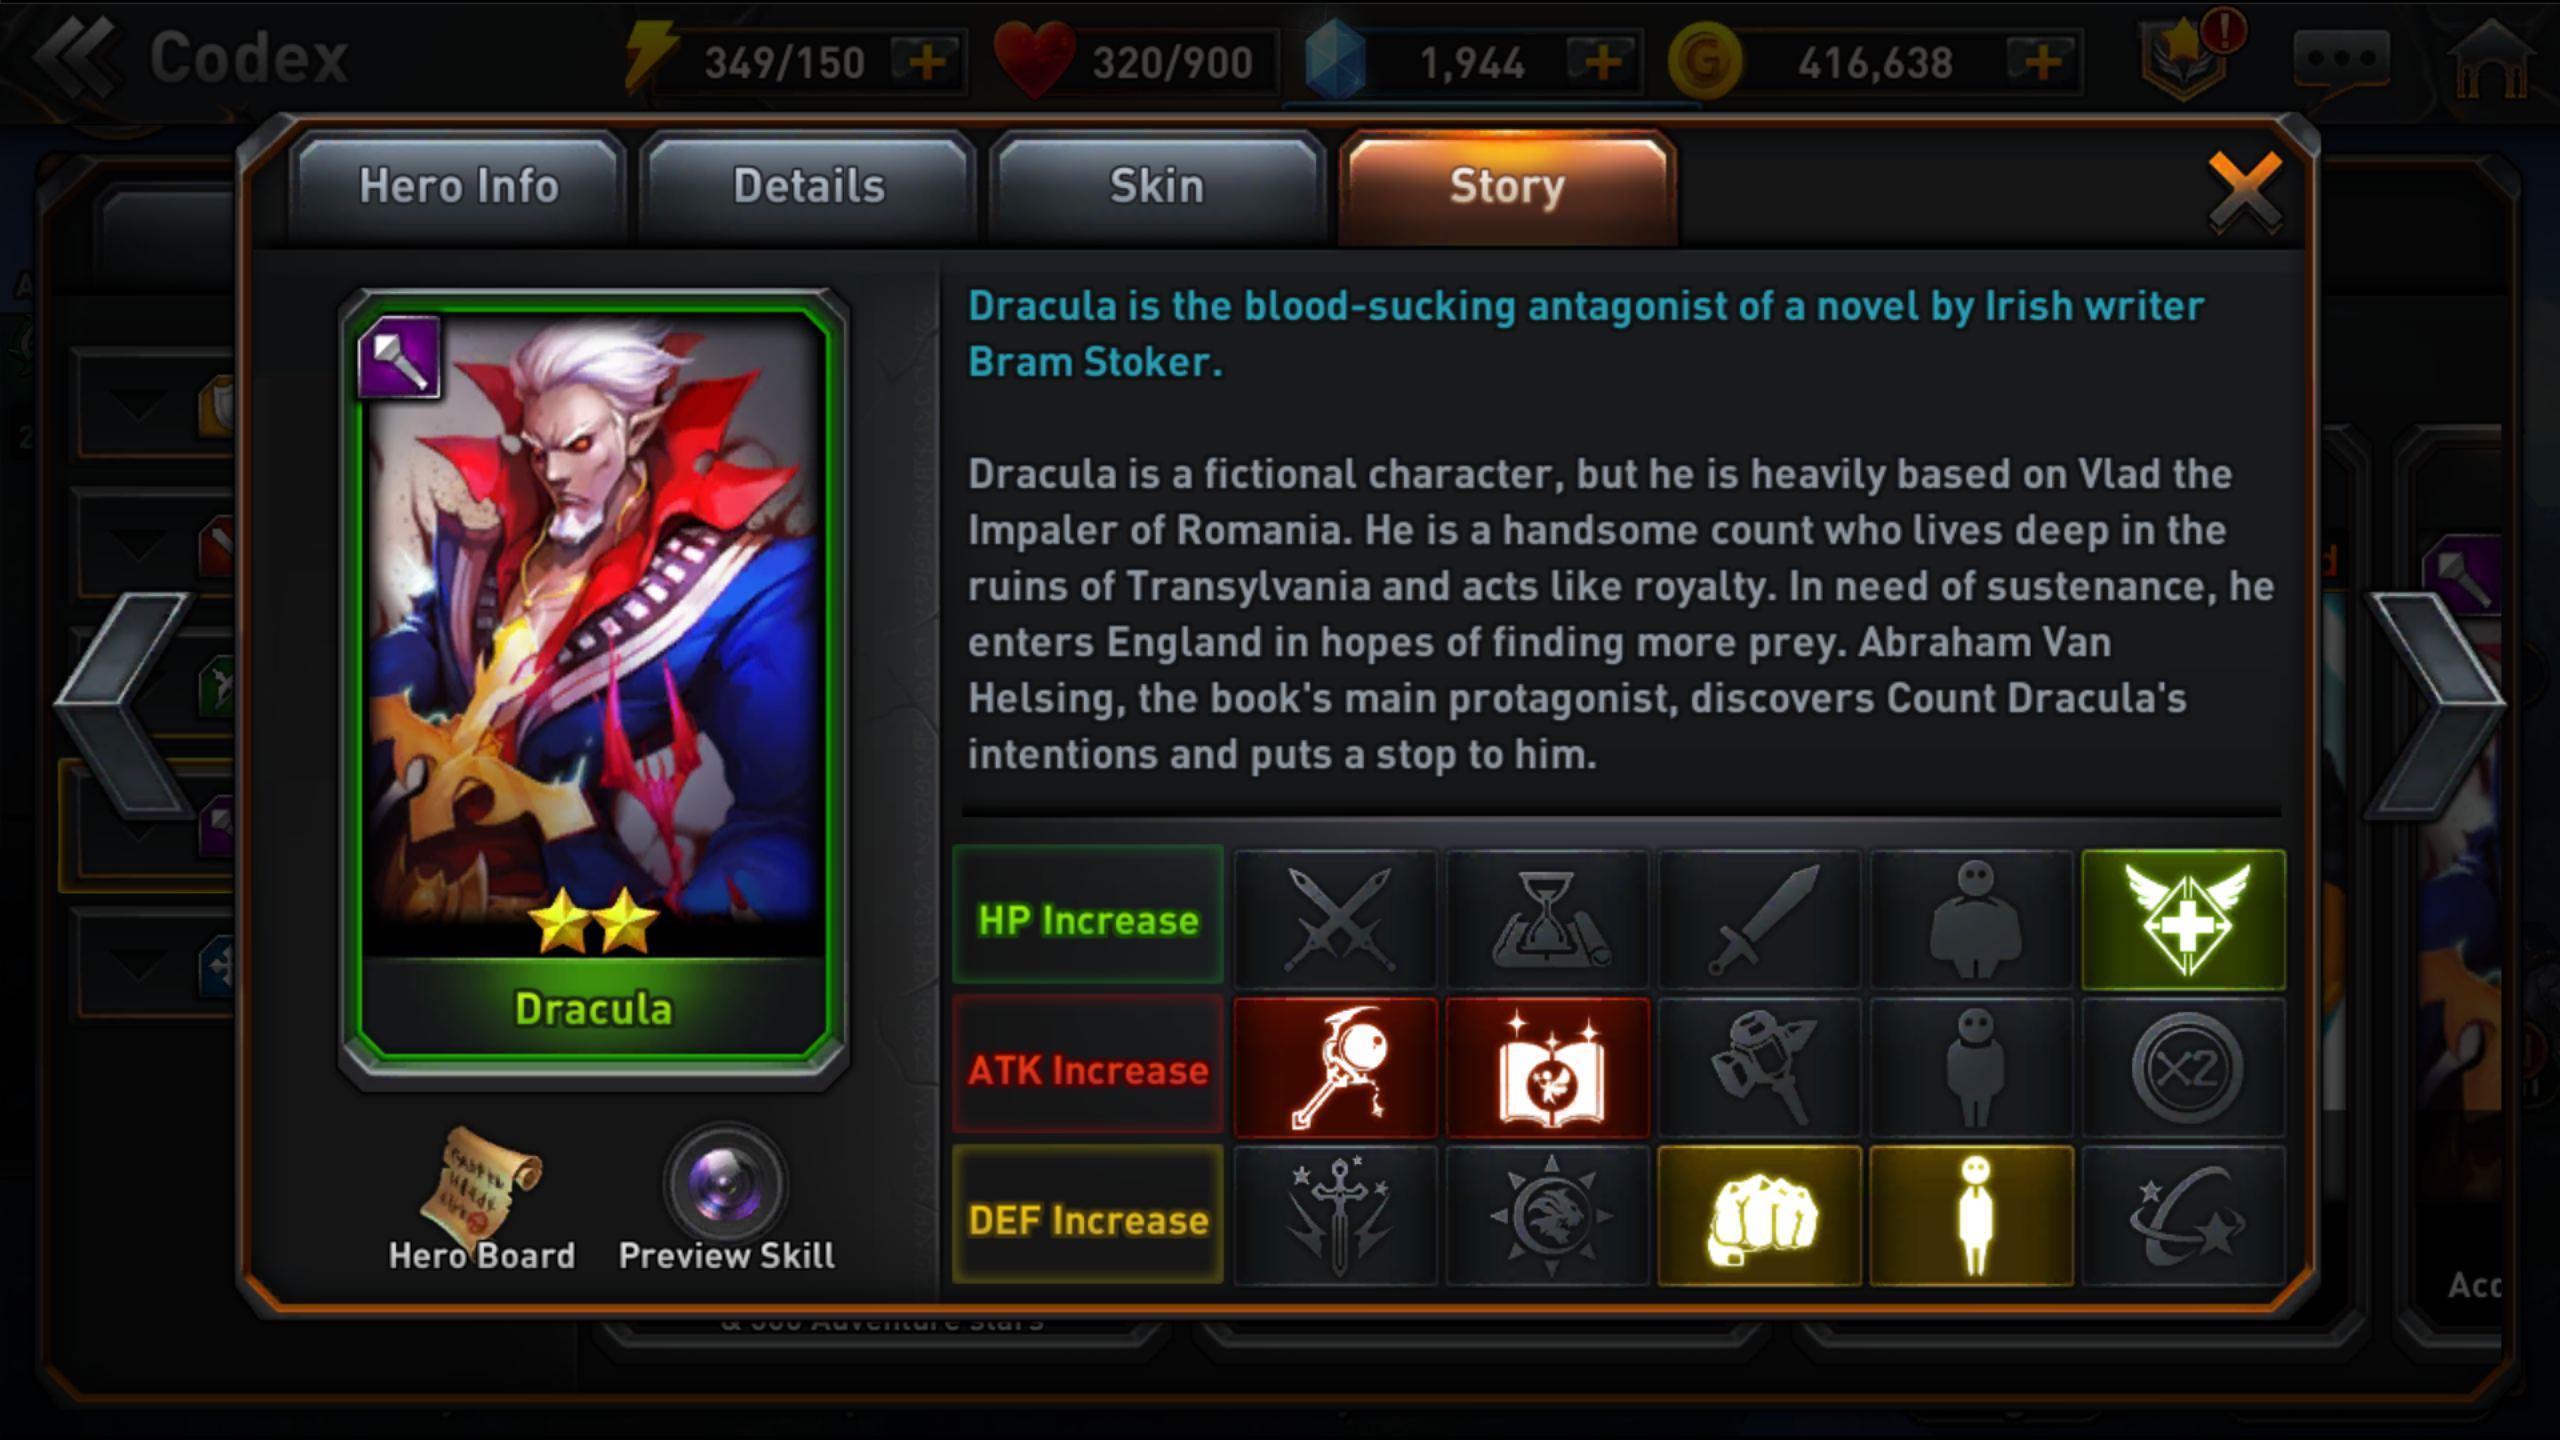 Codex
349/150
320/900
1,944
416,638
Hero Info
Details
Skin
Story
Dracula is the blood-sucking antagonist of a novel by Irish writer
Bram Stoker.
Dracula is a fictional character, but he is heavily based on Vlad the
Impaler of Romania. He is a handsome count who lives deep in the
ruins of Transylvania and acts like royalty. In need of sustenance, he
enters England in hopes of finding more prey. Abraham Van
Helsing, the book's main protagonist, discovers Count Dracula's
intentions and puts a stop to him.
Dracula
Hero Board
Preview Skill
HP Increase
ATK Increase
X2
DEF Increase